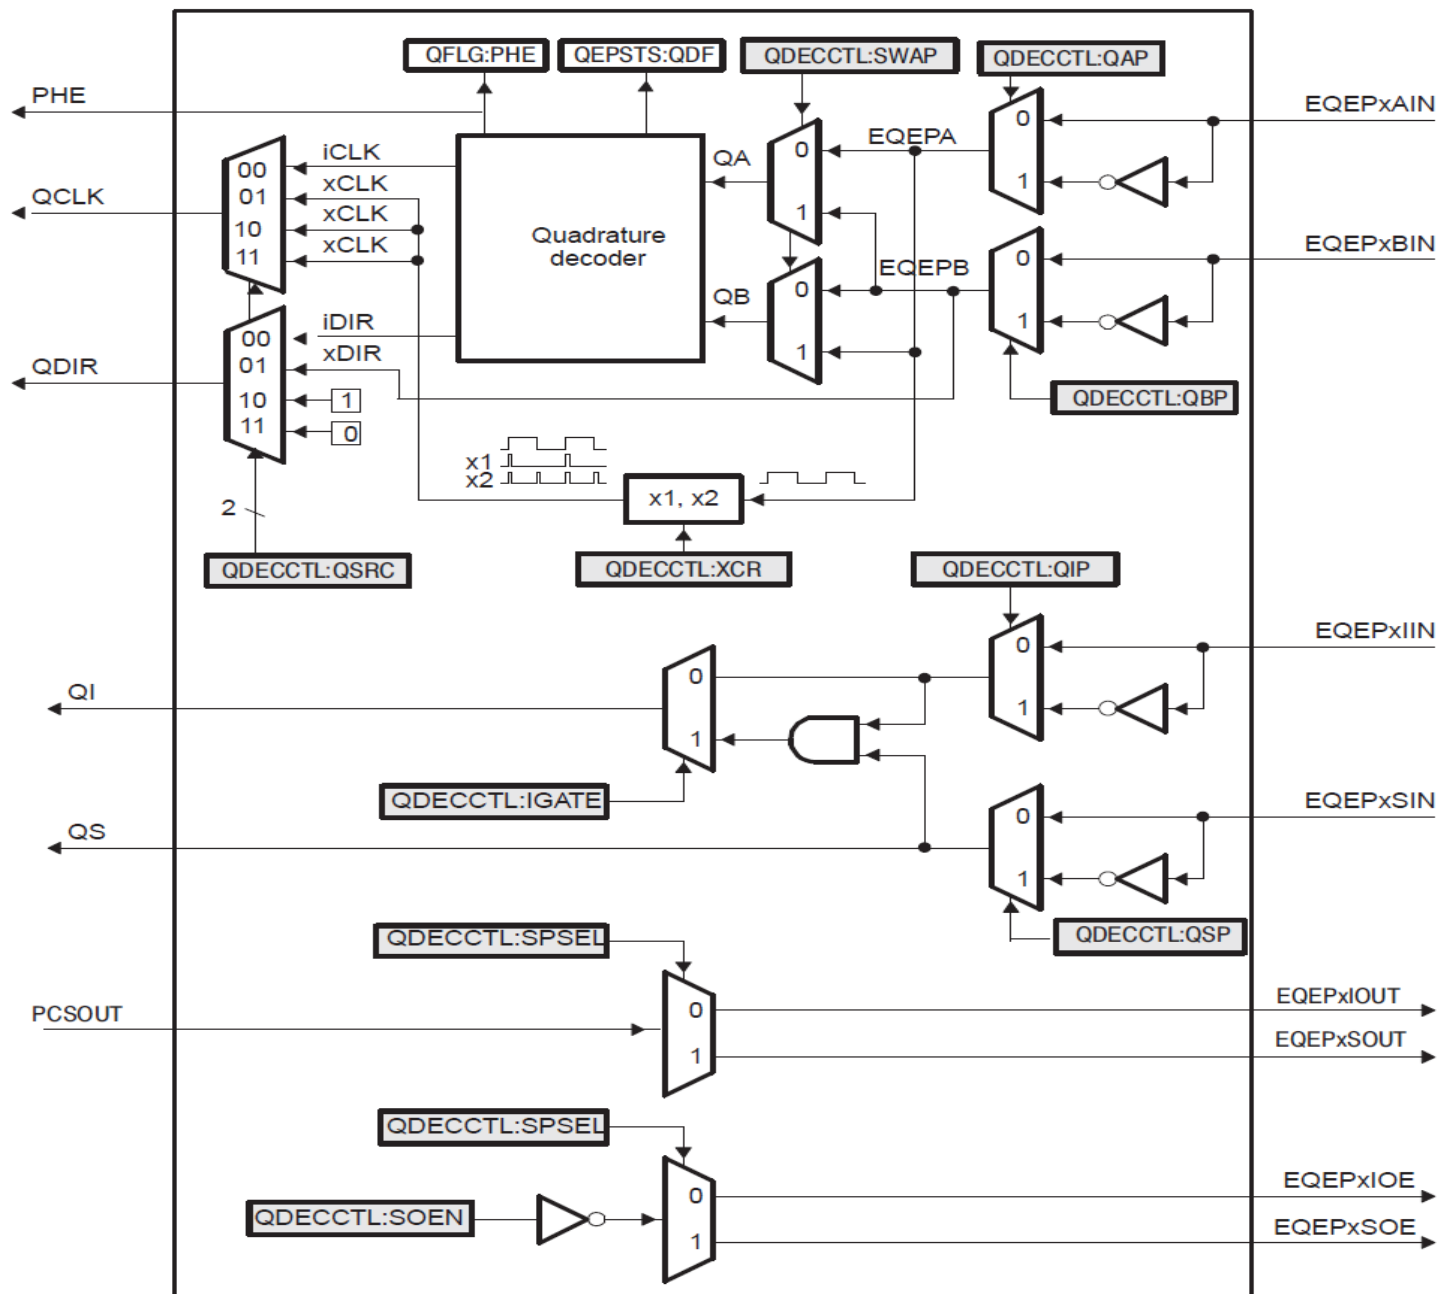 QFLG:PHE
QEPSTS:QDF
QDECCTL:SWAP
QDECCTL:QAP
PHE
EQEPxAIN
0
EQEPA
0
iCLK
QA
00
xCLK
1
QCLK
01
xCLK
10
1
xCLK
Quadrature
decoder
EQEPxBIN
11
0
EQEPB
QB
0
iDIR
1
00
xDIR
1
QDIR
01
10
1
QDECCTL:QBP
11
0
x1
x2
x1, x2
2
QDECCTL:QSRC
QDECCTL:XCR
QDECCTL:QIP
EQEPxIIN
0
0
QI
1
1
QDECCTL:IGATE
EQEPxSIN
0
QS
1
QDECCTL:SPSEL
QDECCTL:QSP
EQEPxIOUT
PCSOUT
0
EQEPxSOUT
1
QDECCTL:SPSEL
EQEPxIOE
0
QDECCTL:SOEN
EQEPxSOE
1